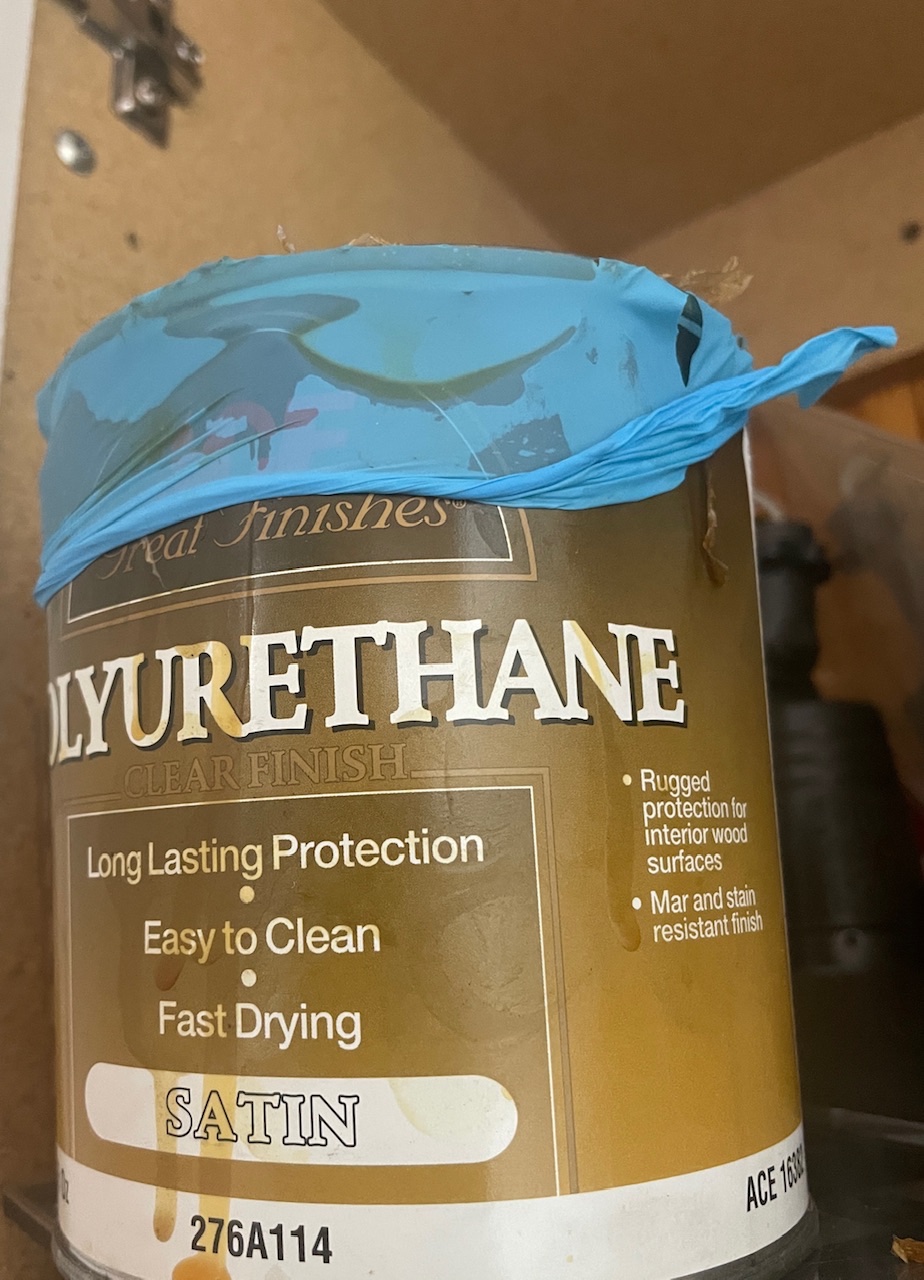 Great Finishes®
OLYURETHANE
CLEAR FINISH
Long Lasting Protection
•
Easy to Clean
•
Fast Drying
SATIN
276A114
• Rugged
protection for
interior wood
surfaces
• Mar and stain
resistant finish
ACE